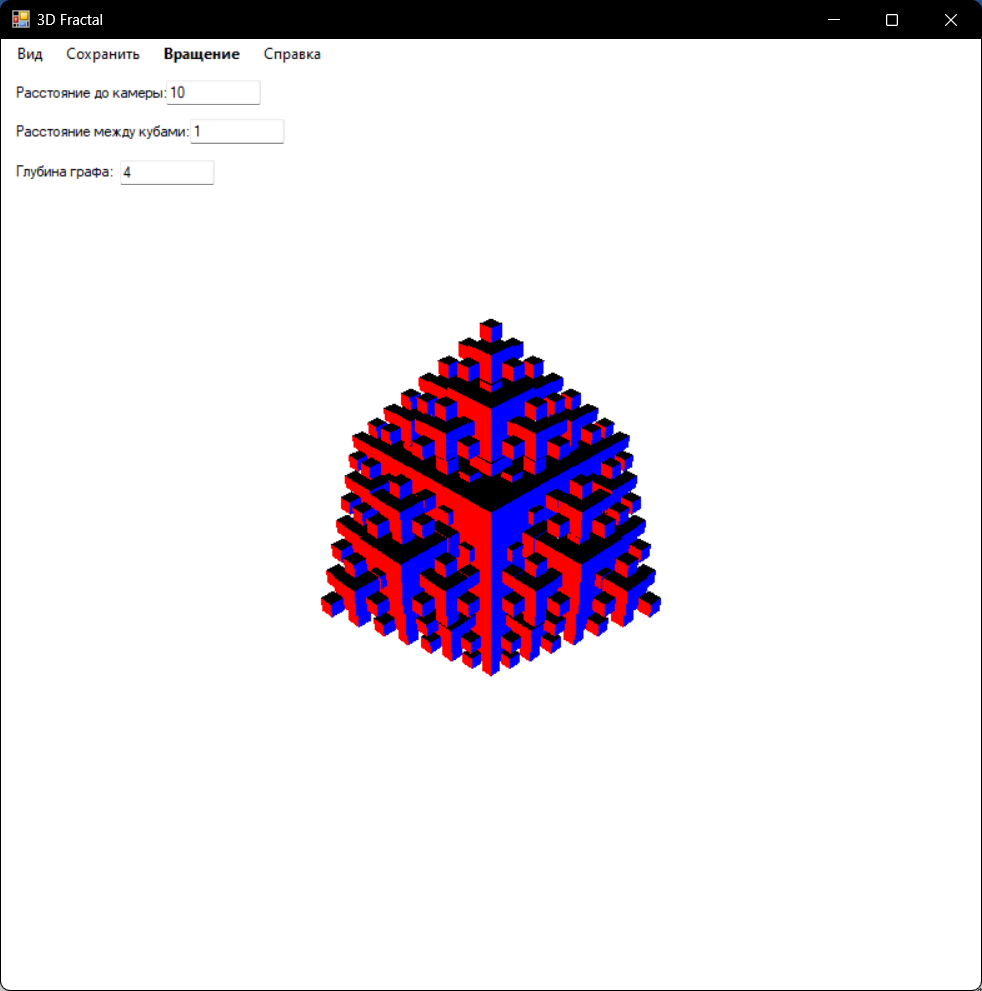 3D Fractal
Вид Сохранить Вращение Справка
Расстояние до камеры: 10
Расстояние между кубами: 1
Глубина графа: 4